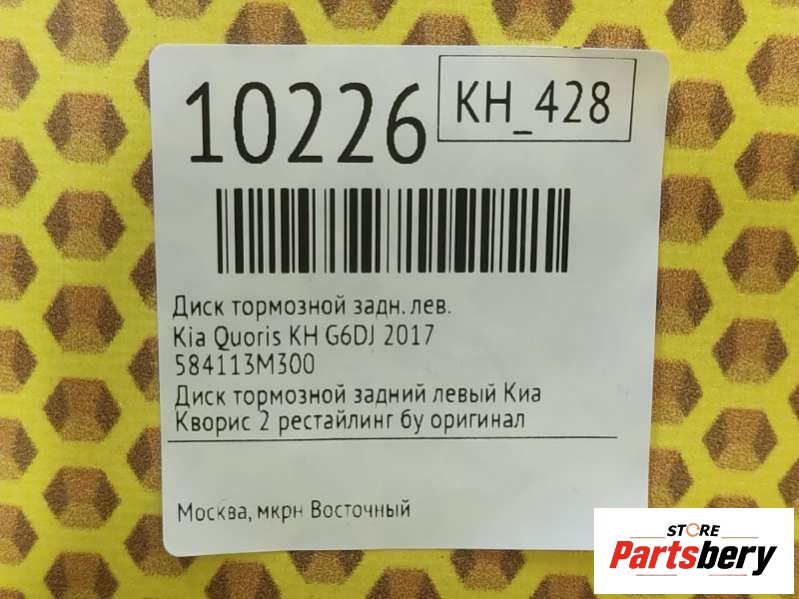 10226
KH_428
Диск тормозной задн. лев.
Kia Quoris KH G6DJ 2017
584113M300
Диск тормозной задний левый Киа
Кворис 2 рестайлинг бу оригинал
Москва, мкрн Восточный
STORE
Partsbery